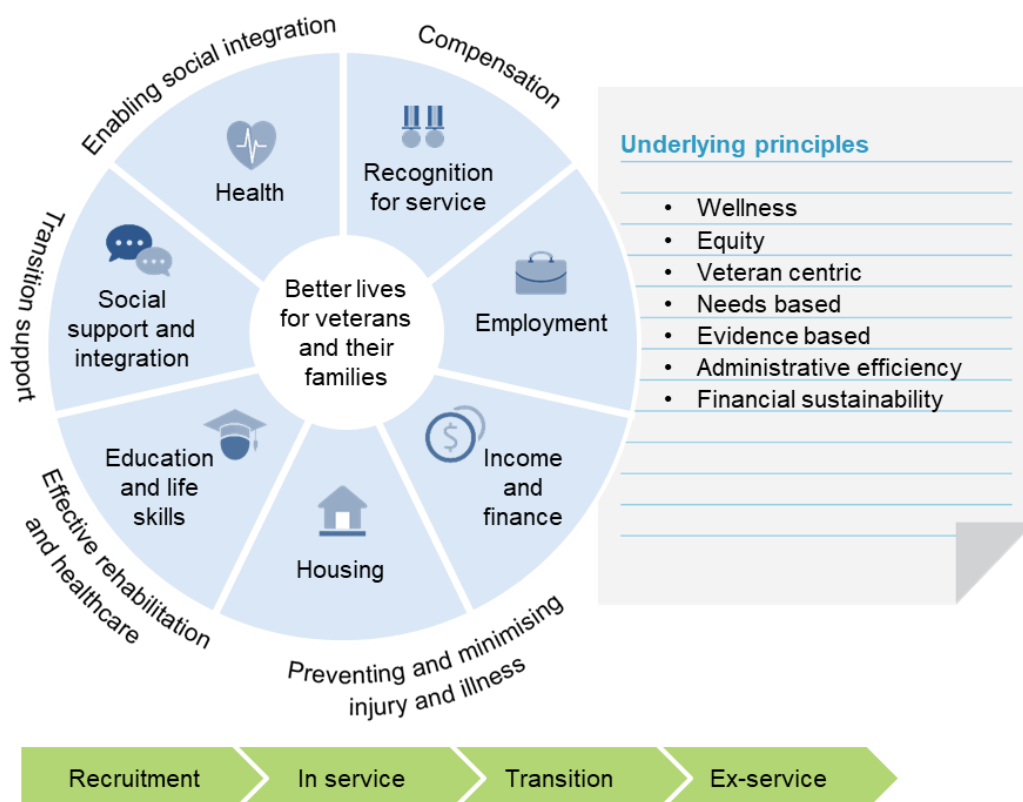 Enabling social integration
Compensation
Health
Recognition
for service
Employment
Income
and
finance
Housing
Education
and life
skills
Social
support and
integration
Better lives
for veterans
and their
families
Transition support
Effective rehabilitation
and healthcare
Preventing and minimising
injury and illness
Underlying principles
• Wellness
• Equity
• Veteran centric
• Needs based
• Evidence based
• Administrative efficiency
• Financial sustainability
Recruitment
In service
Transition
Ex-service